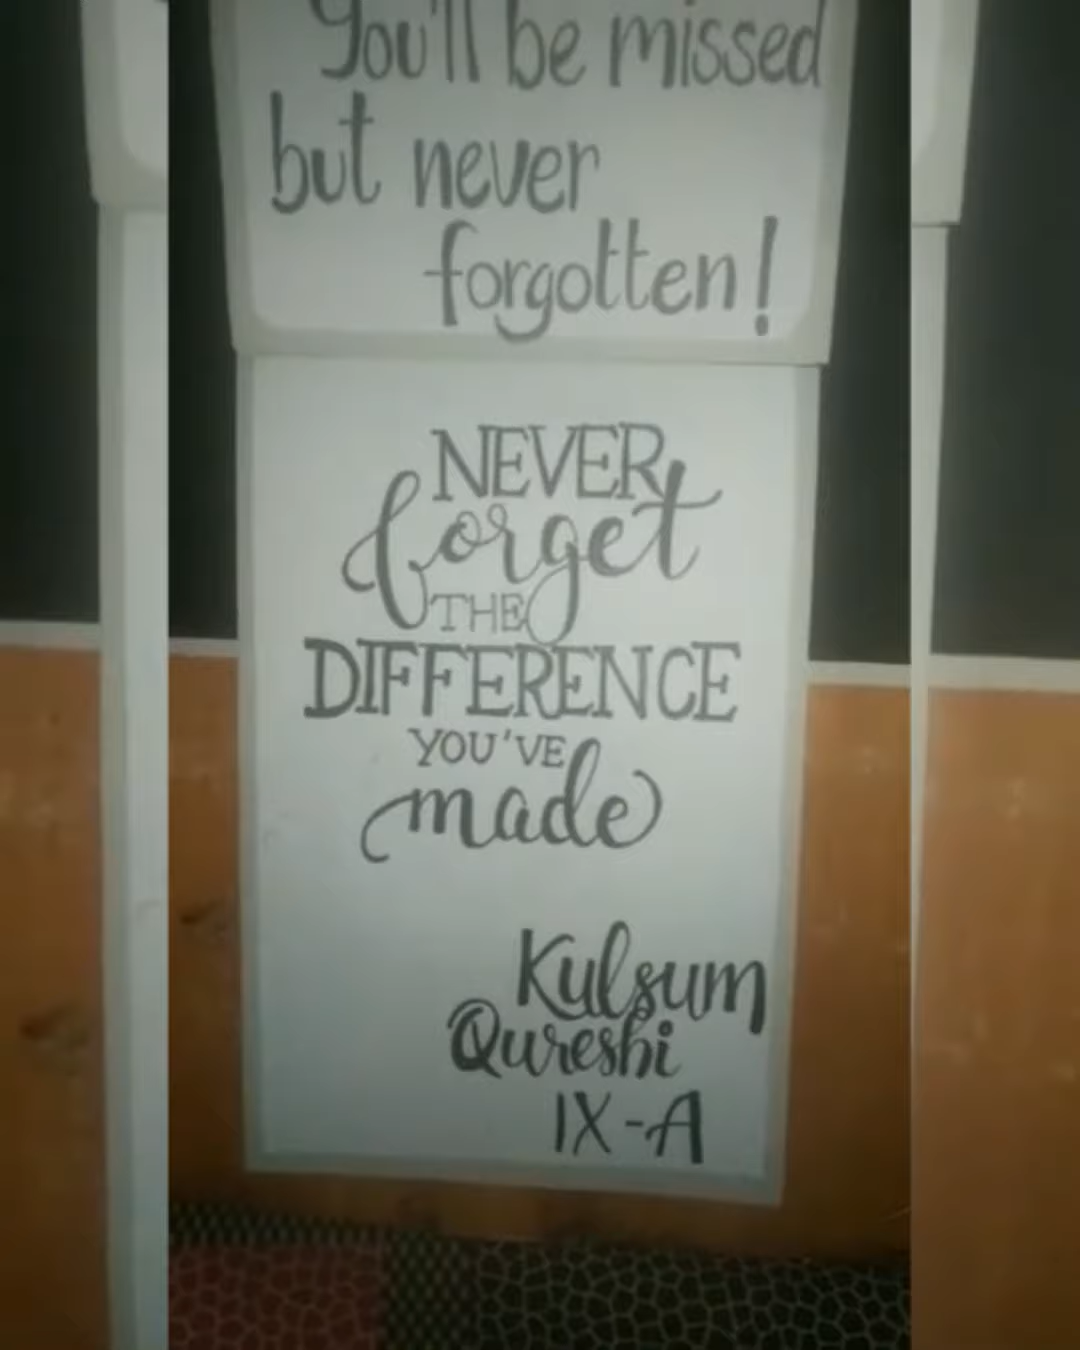 You'll be missed
but never
forgotten!
NEVER
forget
THE
DIFFERENCE
YOU'VE
made
Kulsum
Qureshi
IX-A